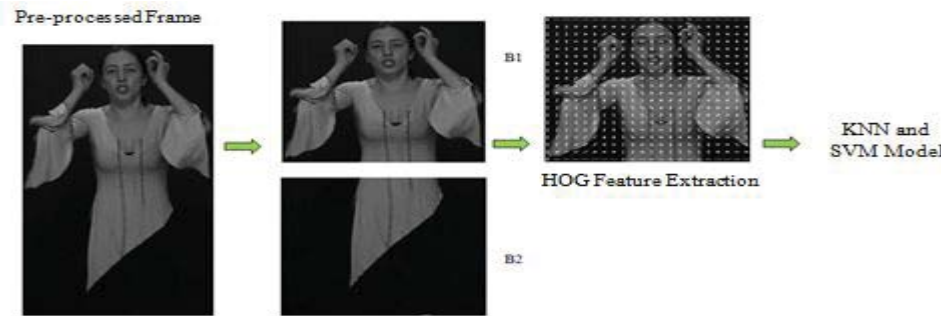 Pre-processed Frame
B1
HOG Feature Extraction
KNN and
SVM Model
B2